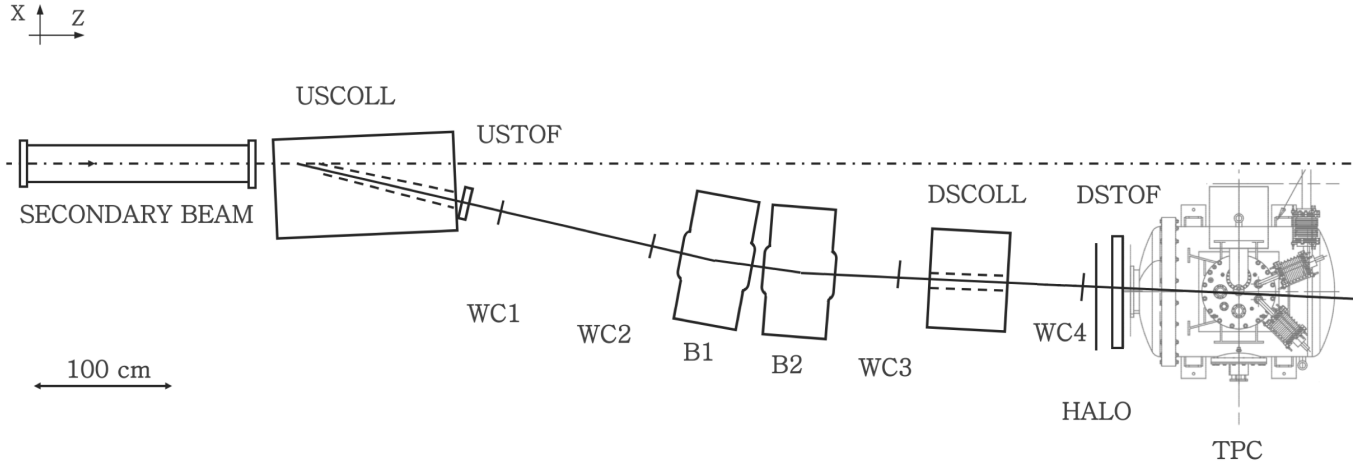 X
Z
USCOLL
USTOF
SECONDARY BEAM
DSCOLL
DSTOF
WC1
WC2
B1
B2
WC3
WC4
100 cm
HALO
TPC